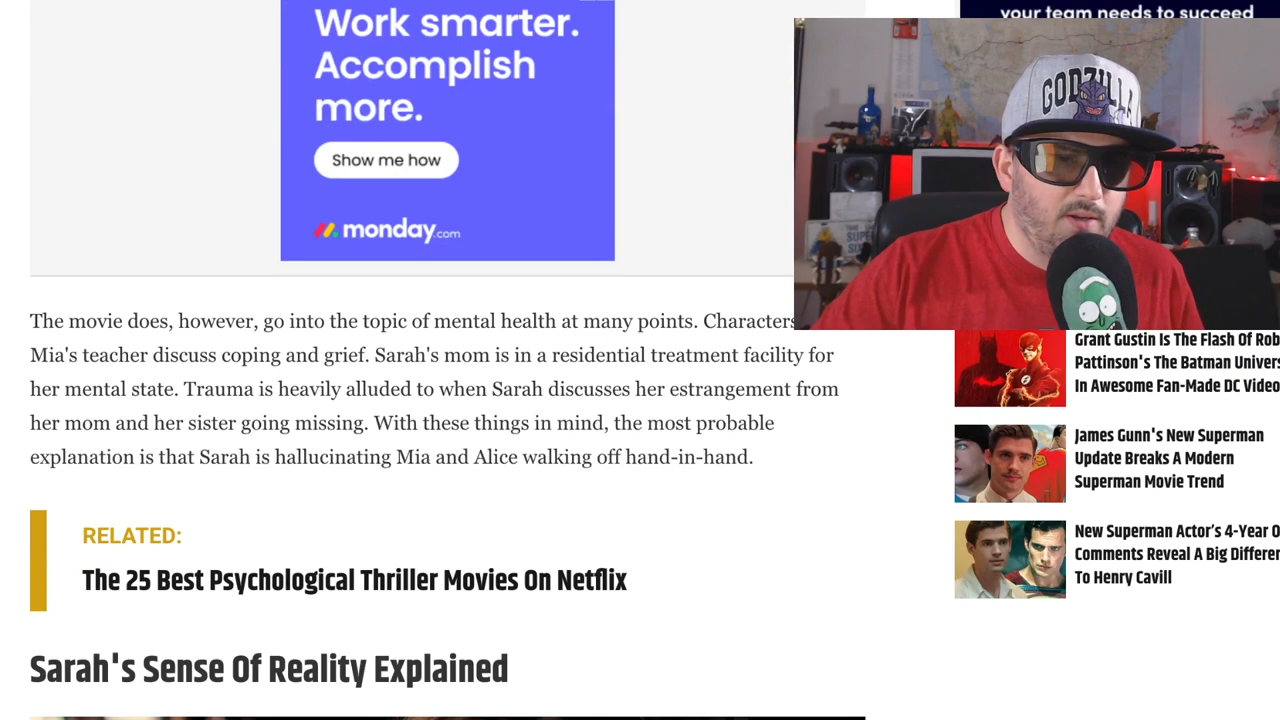 Work smarter.
Accomplish
more.
Show me how
monday.com
your team needs to succeed
GODZILLA
The movie does, however, go into the topic of mental health at many points. Characters
Mia's teacher discuss coping and grief. Sarah's mom is in a residential treatment facility for
her mental state. Trauma is heavily alluded to when Sarah discusses her estrangement from
her mom and her sister going missing. With these things in mind, the most probable
explanation is that Sarah is hallucinating Mia and Alice walking off hand-in-hand.
RELATED:
The 25 Best Psychological Thriller Movies On Netflix
Sarah's Sense Of Reality Explained
Grant Gustin Is The Flash Of Rob
Pattinson's The Batman Univers
In Awesome Fan-Made DC Video
James Gunn's New Superman
Update Breaks A Modern
Superman Movie Trend
New Superman Actor's 4-Year O
Comments Reveal A Big Differen
To Henry Cavill